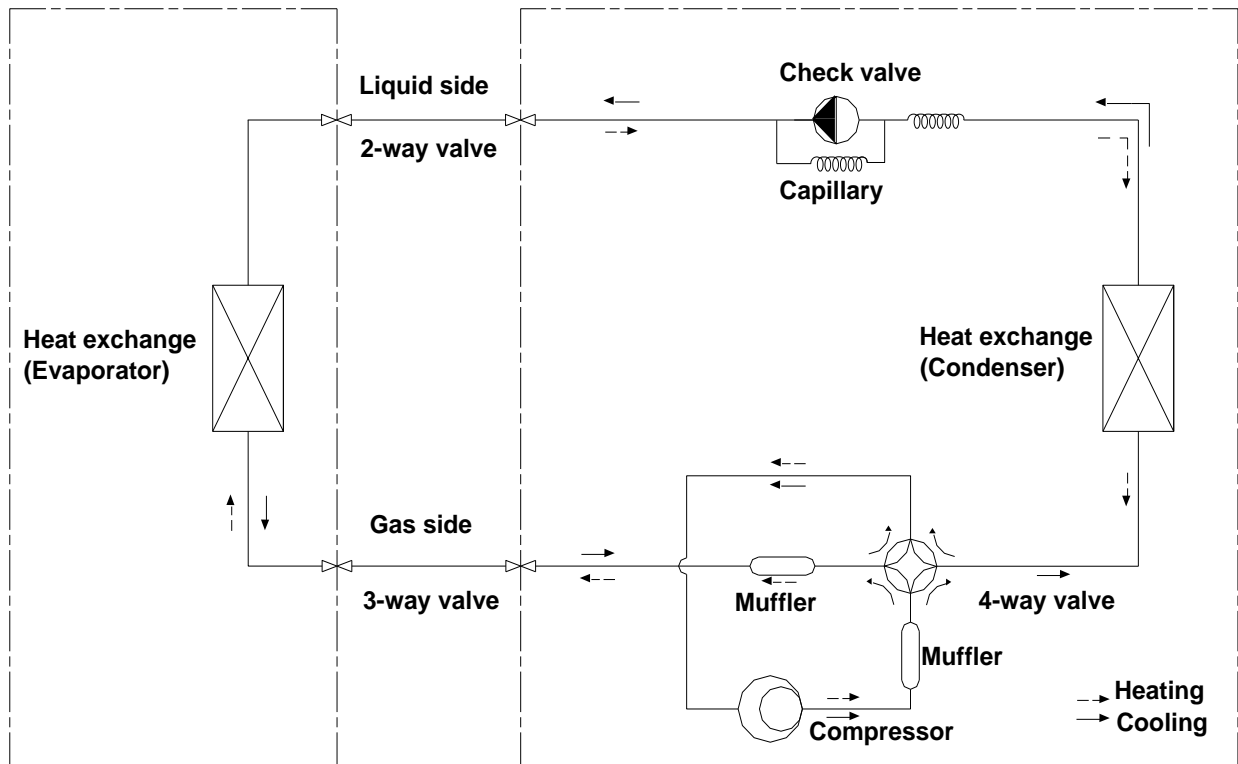 Check valve
Liquid side
2-way valve
Capillary
Heat exchange
(Evaporator)
Heat exchange
(Condenser)
Gas side
3-way valve
Muffler
4-way valve
Muffler
Heating
Cooling
Compressor